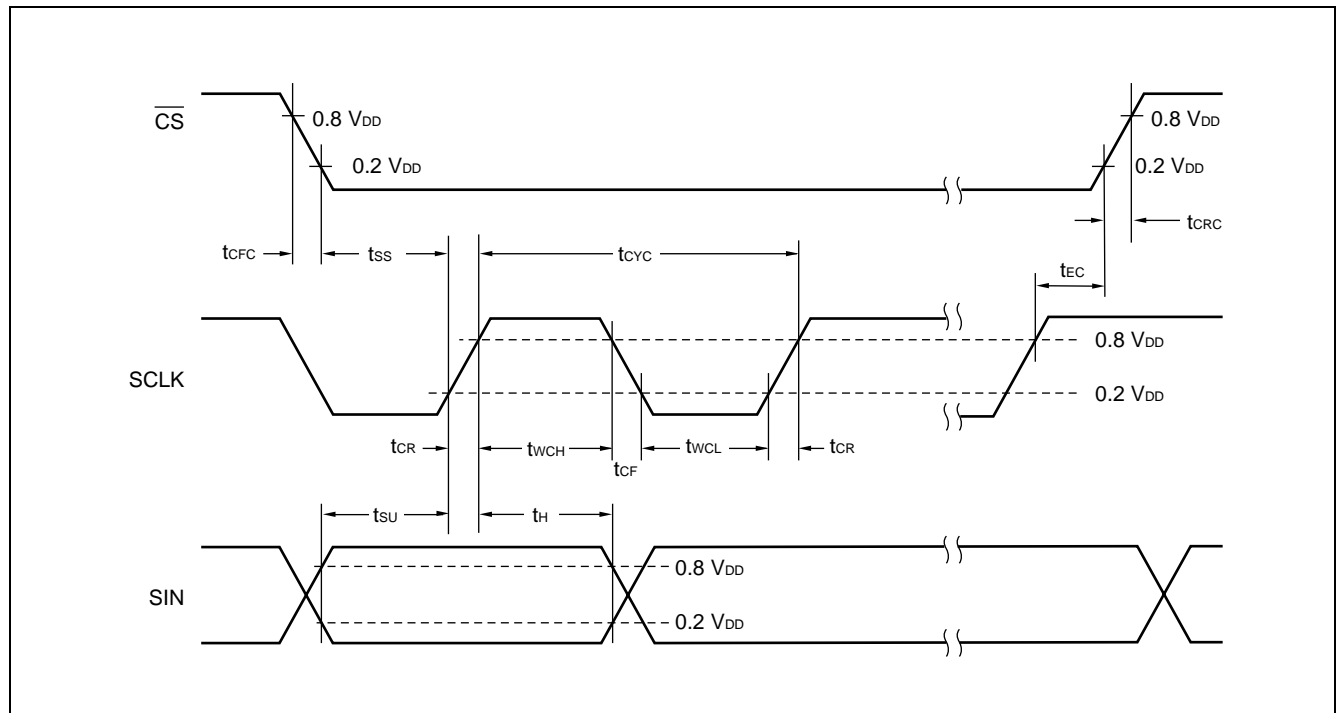 CS
0.8 VDD
0.8 VDD
0.2 VDD
0.2 VDD
tCRC
tCFC
tSS
tCYC
tEC
0.8 VDD
SCLK
0.2 VDD
tCR
tWCH
tCF
tWCL
tCR
tSU
tH
0.8 VDD
SIN
0.2 VDD